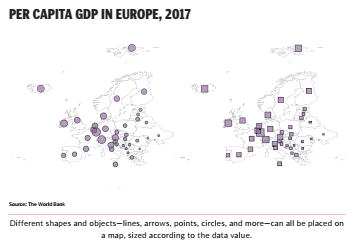 PER CAPITA GDP IN EUROPE, 2017
Source: The World Bank
Different shapes and objects—lines, arrows, points, circles, and more—can all be placed on
a map, sized according to the data value.